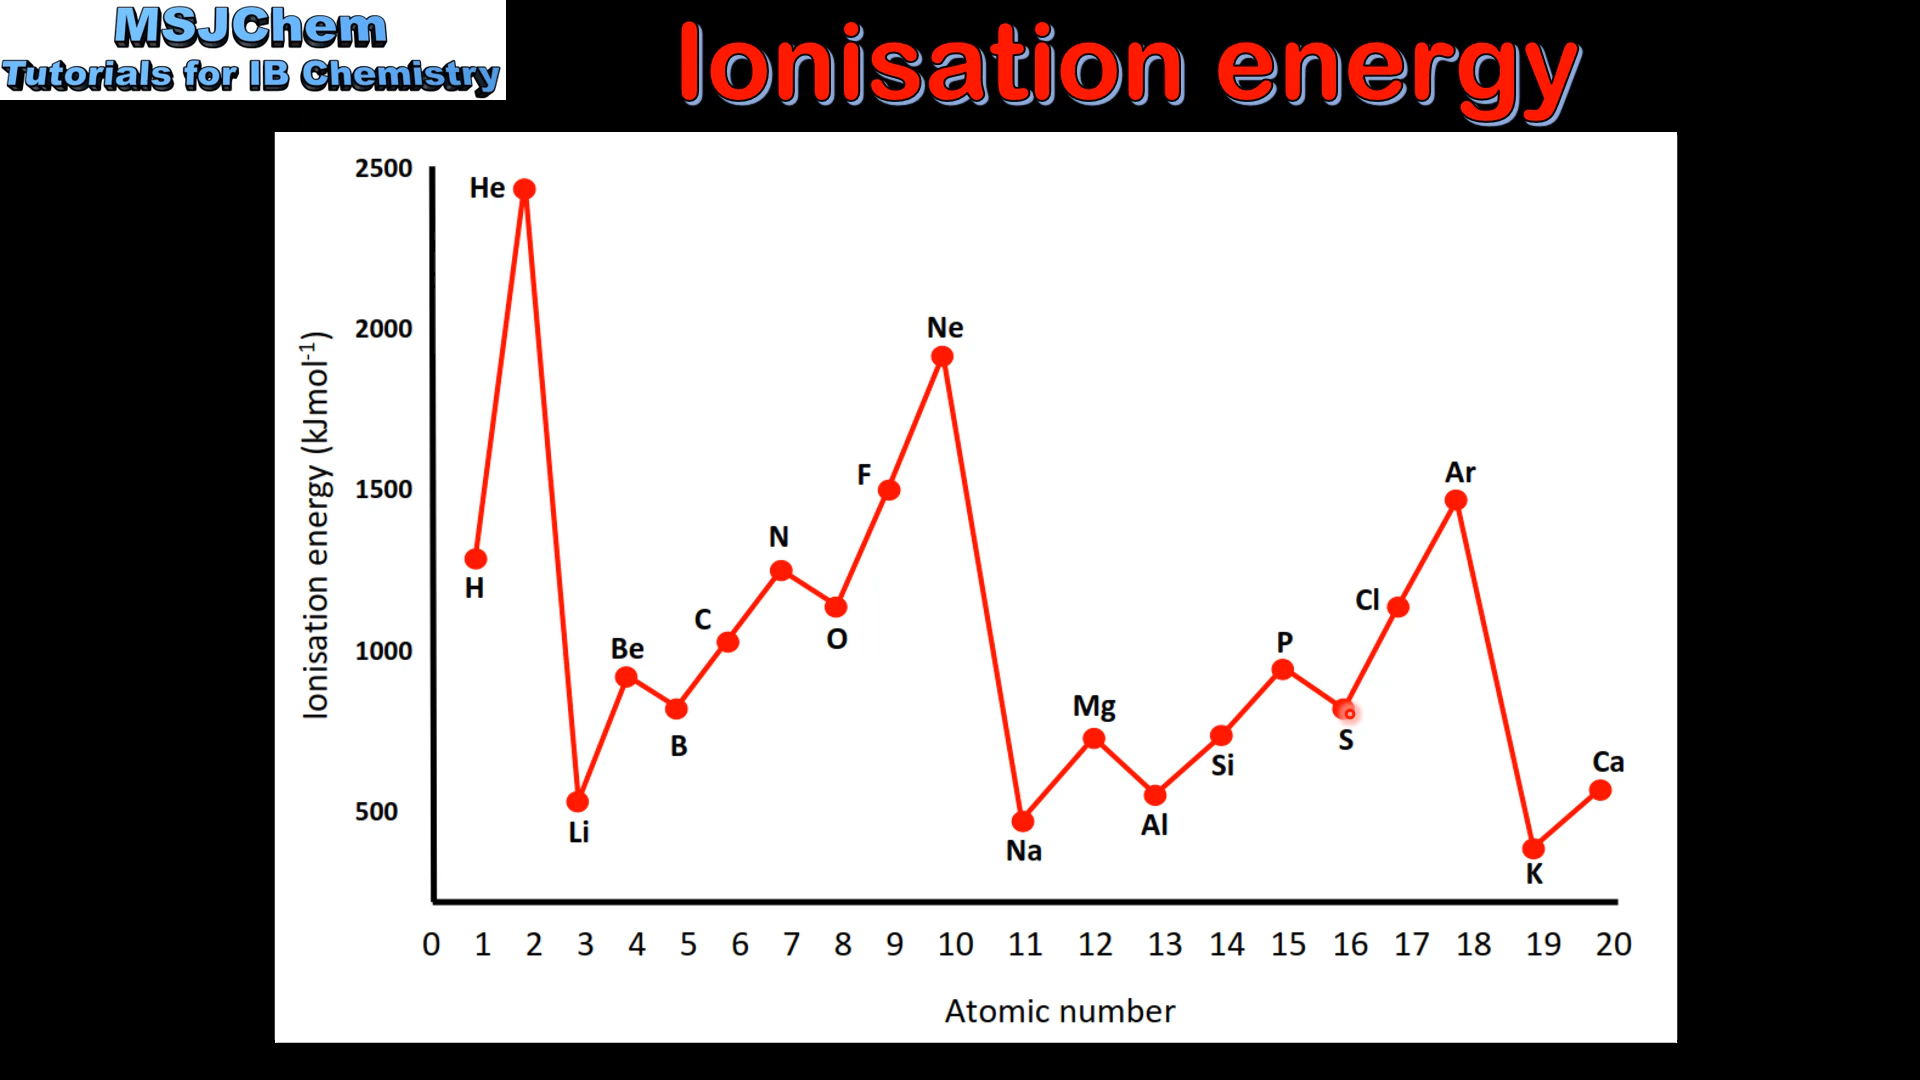 MSJChem
Tutorials for IB Chemistry
Ionisation energy
2500
2000
1500
1000
500
Ionisation energy (kJmol⁻¹)
He
H
Li
Be
B
C
N
O
F
Ne
Na
Mg
Al
Si
P
S
Cl
Ar
K
Ca
0 1 2 3 4 5 6 7 8 9 10 11 12 13 14 15 16 17 18 19 20
Atomic number